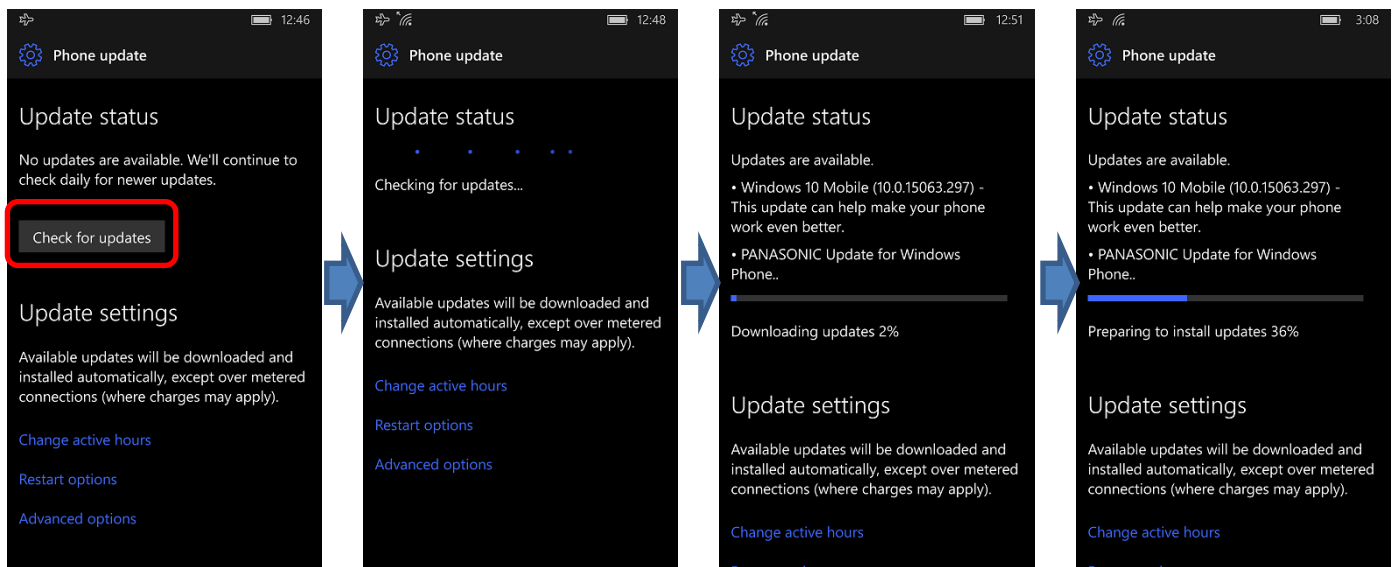 12:46
Phone update
Update status
No updates are available. We'll continue to
check daily for newer updates.
Check for updates
Update settings
Available updates will be downloaded and
installed automatically, except over metered
connections (where charges may apply).
Change active hours
Restart options
Advanced options
12:48
Phone update
Update status
Checking for updates...
Update settings
Available updates will be downloaded and
installed automatically, except over metered
connections (where charges may apply).
Change active hours
Restart options
Advanced options
12:51
Phone update
Update status
Updates are available.
• Windows 10 Mobile (10.0.15063.297) -
This update can help make your phone
work even better.
• PANASONIC Update for Windows
Phone..
Downloading updates 2%
Update settings
Available updates will be downloaded and
installed automatically, except over metered
connections (where charges may apply).
Change active hours
3:08
Phone update
Update status
Updates are available.
• Windows 10 Mobile (10.0.15063.297) -
This update can help make your phone
work even better.
• PANASONIC Update for Windows
Phone..
Preparing to install updates 36%
Update settings
Available updates will be downloaded and
installed automatically, except over metered
connections (where charges may apply).
Change active hours